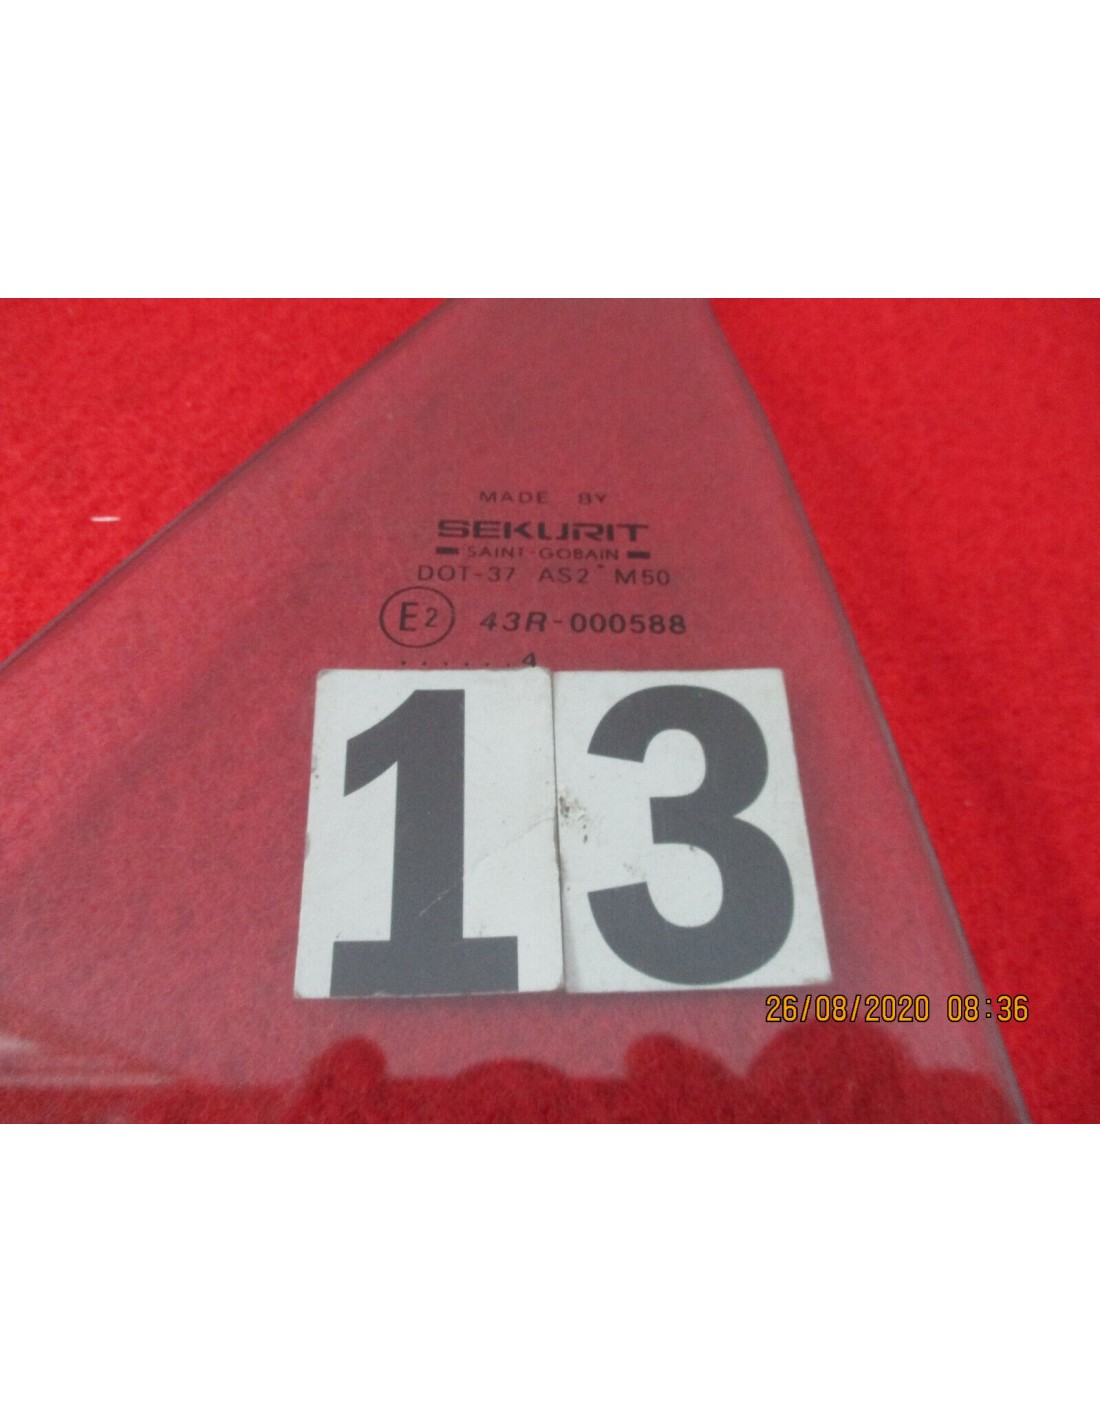 MADE BY
SEKURIT
SAINT-GOBAIN
DOT-37 AS2 M50
E2 43R-000588
......4
13
26/08/2020 08:36